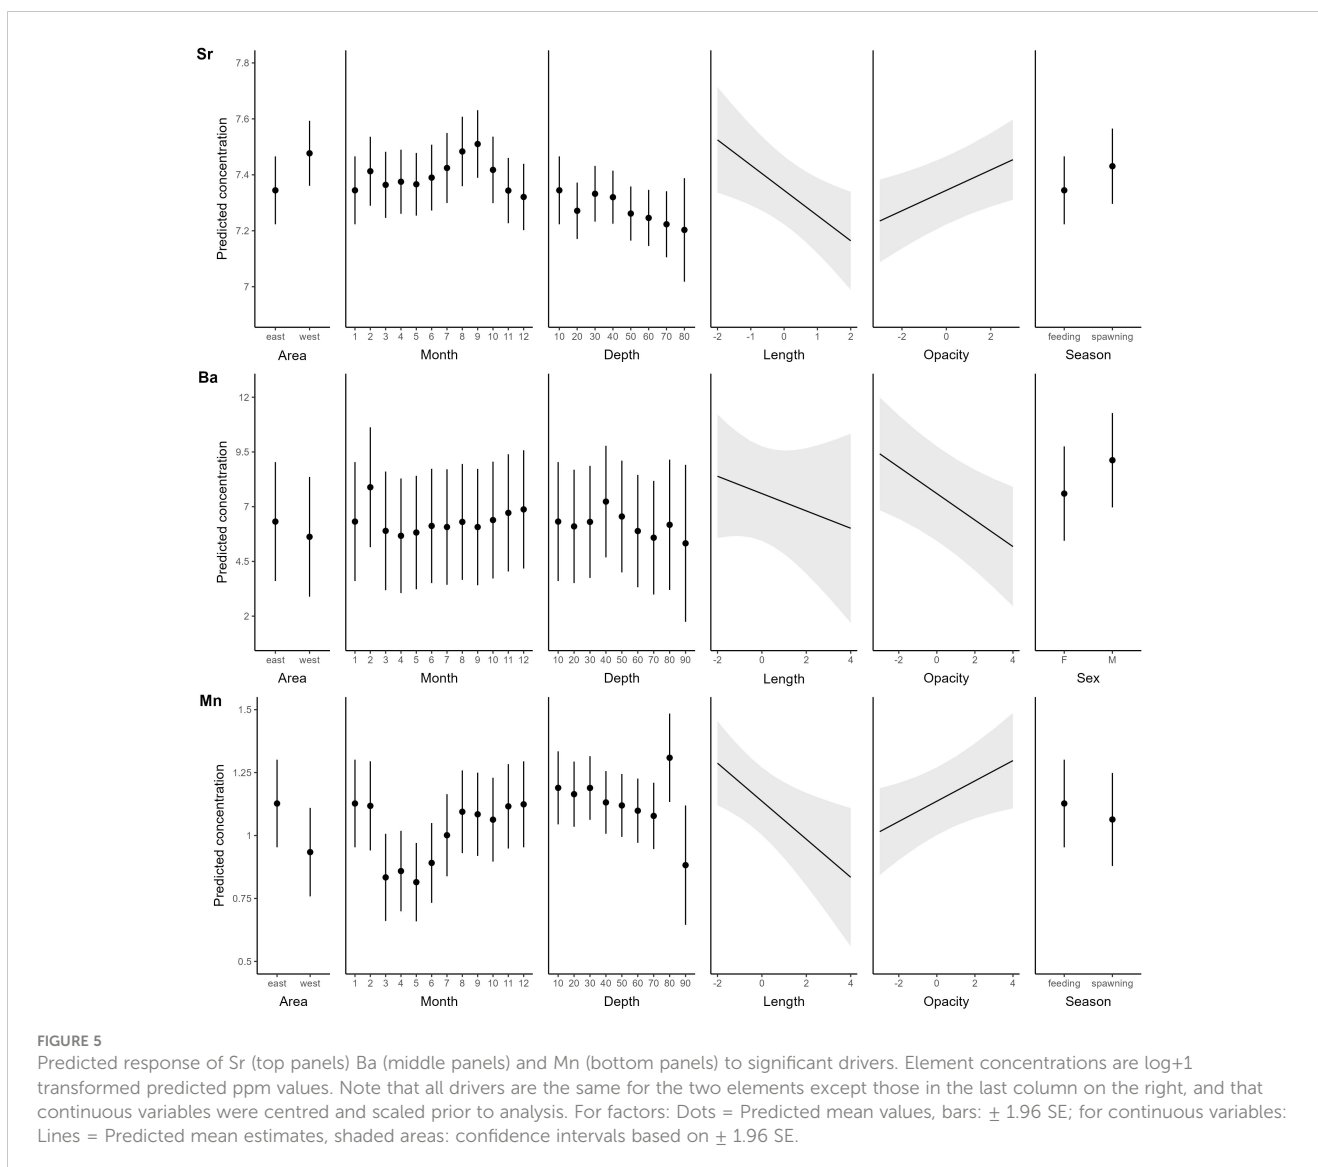 Sr
7.8
7.6
7.4
7.2
7
Predicted concentration
east west
1 2 3 4 5 6 7 8 9 10 11 12
10 20 30 40 50 60 70 80
-2 -1 0 1 2
-2 0 2
feeding spawning
Area Month Depth Length Opacity Season
Ba
12
9.5
7
4.5
2
Predicted concentration
east west
1 2 3 4 5 6 7 8 9 10 11 12
10 20 30 40 50 60 70 80 90
-2 0 2 4
-2 0 2 4
F M
Area Month Depth Length Opacity Sex
Mn
1.5
1.25
1
0.75
0.5
Predicted concentration
east west
1 2 3 4 5 6 7 8 9 10 11 12
10 20 30 40 50 60 70 80 90
-2 0 2 4
-2 0 2 4
feeding spawning
Area Month Depth Length Opacity Season
FIGURE 5
Predicted response of Sr (top panels) Ba (middle panels) and Mn (bottom panels) to significant drivers. Element concentrations are log+1
transformed predicted ppm values. Note that all drivers are the same for the two elements except those in the last column on the right, and that
continuous variables were centred and scaled prior to analysis. For factors: Dots = Predicted mean values, bars: ± 1.96 SE; for continuous variables:
Lines = Predicted mean estimates, shaded areas: confidence intervals based on ± 1.96 SE.